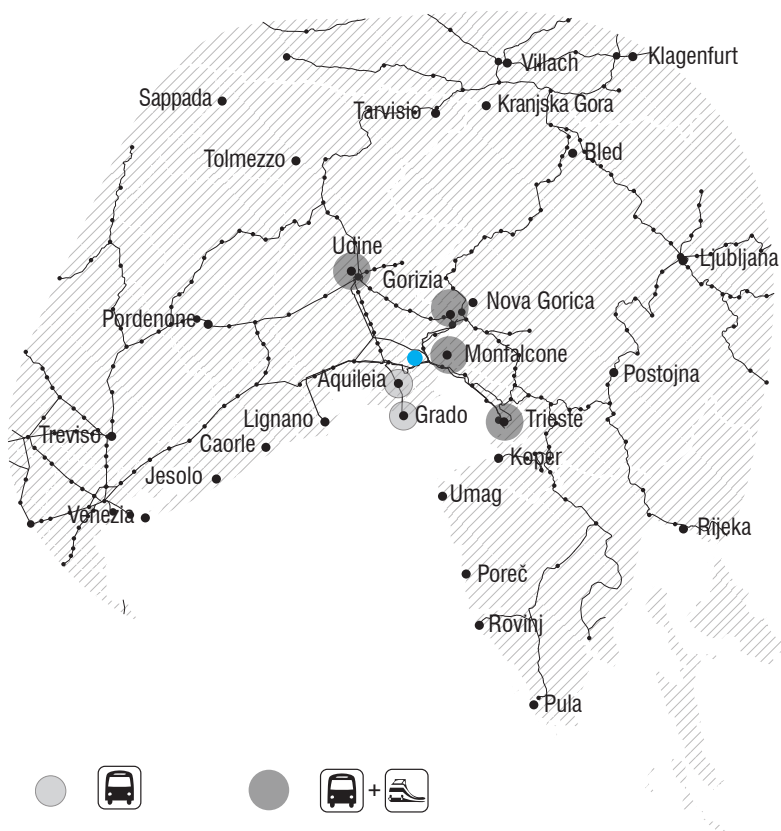 Villach
Klagenfurt
Sappada
Tarvisio
Kranjska Gora
Tolmezzo
Bled
Udine
Ljubljana
Gorizia
Nova Gorica
Pordenone
Monfalcone
Aquileia
Postojna
Grado
Lignano
Trieste
Treviso
Caorle
Koper
Jesolo
Umag
Venezia
Rijeka
Poreč
Rovinj
Pula
+